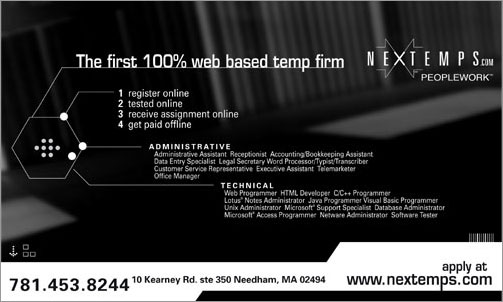 The first 100% web based temp firm
NEXTEMPS.COM
PEOPLEWORK™
1 register online
2 tested online
3 receive assignment online
4 get paid offline
ADMINISTRATIVE
Administrative Assistant Receptionist Accounting/Bookkeeping Assistant
Data Entry Specialist Legal Secretary Word Processor/Typist/Transcriber
Customer Service Representative Executive Assistant Telemarketer
Office Manager
TECHNICAL
Web Programmer HTML Developer C/C++ Programmer
Lotus® Notes Administrator Java Programmer Visual Basic Programmer
Unix Administrator Microsoft® Support Specialist Database Administrator
Microsoft® Access Programmer Netware Administrator Software Tester
781.453.8244 10 Kearney Rd. ste 350 Needham, MA 02494
apply at
www.nextemps.com